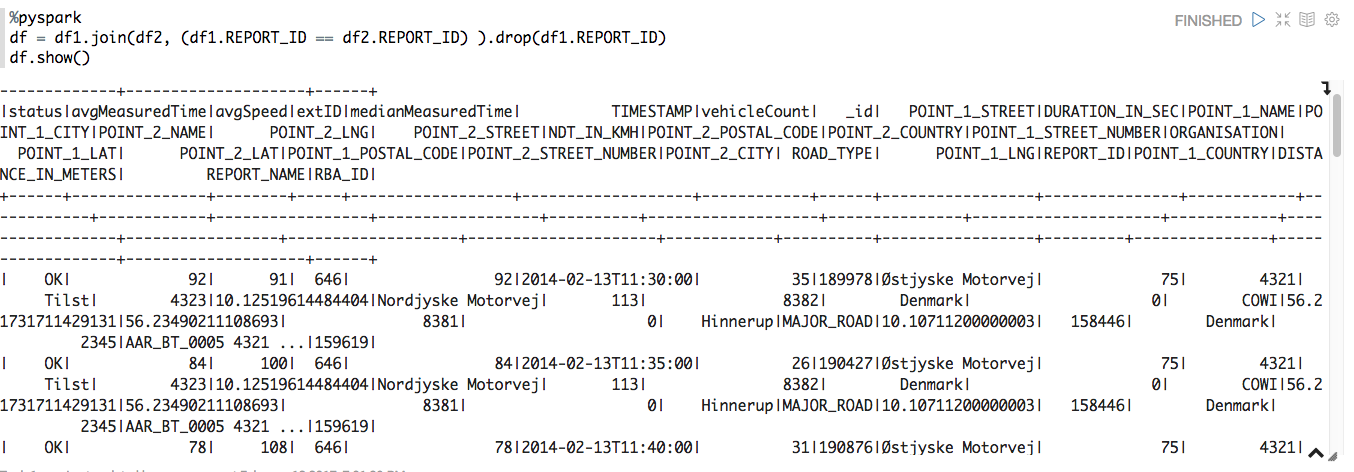 %pyspark
FINISHED
df = df1.join(df2, (df1.REPORT_ID == df2.REPORT_ID) ).drop(df1.REPORT_ID)
df.show()
-------------+-------------------+------+
|status|avgMeasuredTime|avgSpeed|extID|medianMeasuredTime|          TIMESTAMP|vehicleCount|   _id|    POINT_1_STREET|DURATION_IN_SEC|POINT_1_NAME|PO
INT_1_CITY|POINT_2_NAME|     POINT_2_LNG|    POINT_2_STREET|NDT_IN_KMH|POINT_2_POSTAL_CODE|POINT_2_COUNTRY|POINT_1_STREET_NUMBER|ORGANISATION|
  POINT_1_LAT|      POINT_2_LAT|POINT_1_POSTAL_CODE|POINT_2_STREET_NUMBER|POINT_2_CITY| ROAD_TYPE|      POINT_1_LNG|REPORT_ID|POINT_1_COUNTRY|DISTA
NCE_IN_METERS|         REPORT_NAME|RBA_ID|
+------+---------------+--------+-----+------------------+-------------------+------------+------+------------------+---------------+------------+--
----------+------------+-----------------+------------------+----------+-------------------+---------------+---------------------+------------+----
-------------+-----------------+-------------------+---------------------+------------+----------+-----------------+---------+---------------+-----
-------------+--------------------+------+
|    OK|             92|      91|  646|                92|2014-02-13T11:30:00|          35|189978|Østjyske Motorvej|             75|        4321|
     Tilst|        4323|10.12519614484404|Nordjyske Motorvej|       113|               8382|        Denmark|                    0|        COWI|56.2
1731711429131|56.23490211108693|               8381|                    0|    Hinnerup|MAJOR_ROAD|10.10711200000003|   158446|        Denmark|
         2345|AAR_BT_0005 4321 ...|159619|
|    OK|             84|     100|  646|                84|2014-02-13T11:35:00|          26|190427|Østjyske Motorvej|             75|        4321|
     Tilst|        4323|10.12519614484404|Nordjyske Motorvej|       113|               8382|        Denmark|                    0|        COWI|56.2
1731711429131|56.23490211108693|               8381|                    0|    Hinnerup|MAJOR_ROAD|10.10711200000003|   158446|        Denmark|
         2345|AAR_BT_0005 4321 ...|159619|
|    OK|             78|     108|  646|                78|2014-02-13T11:40:00|          31|190876|Østjyske Motorvej|             75|        4321|